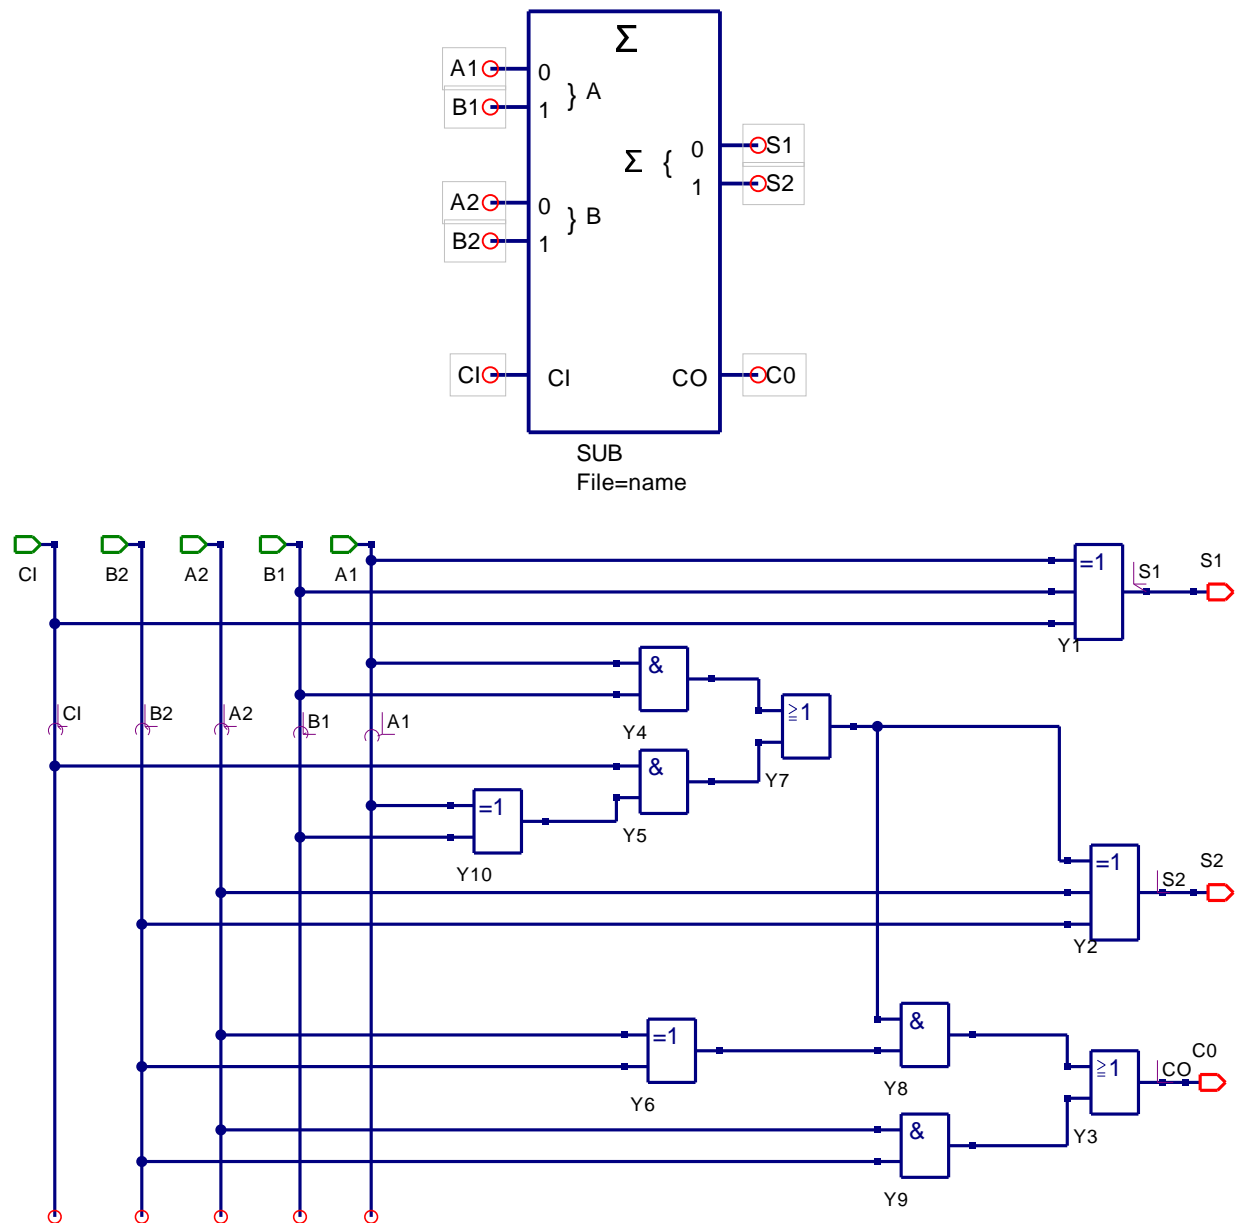 Σ
A1 0
} A
B1 1
S1
0
Σ {
S2
1
A2 0
} B
B2 1
CI CI CO C0
SUB
File=name
CI B2 A2 B1 A1
=1 S1 S1
Y1
&
Y4
CI B2 A2 B1 A1
≧1
Y7
&
Y5
=1
Y10
=1 S2 S2
Y2
=1
Y6
&
Y8
≧1 CO C0
Y3
&
Y9